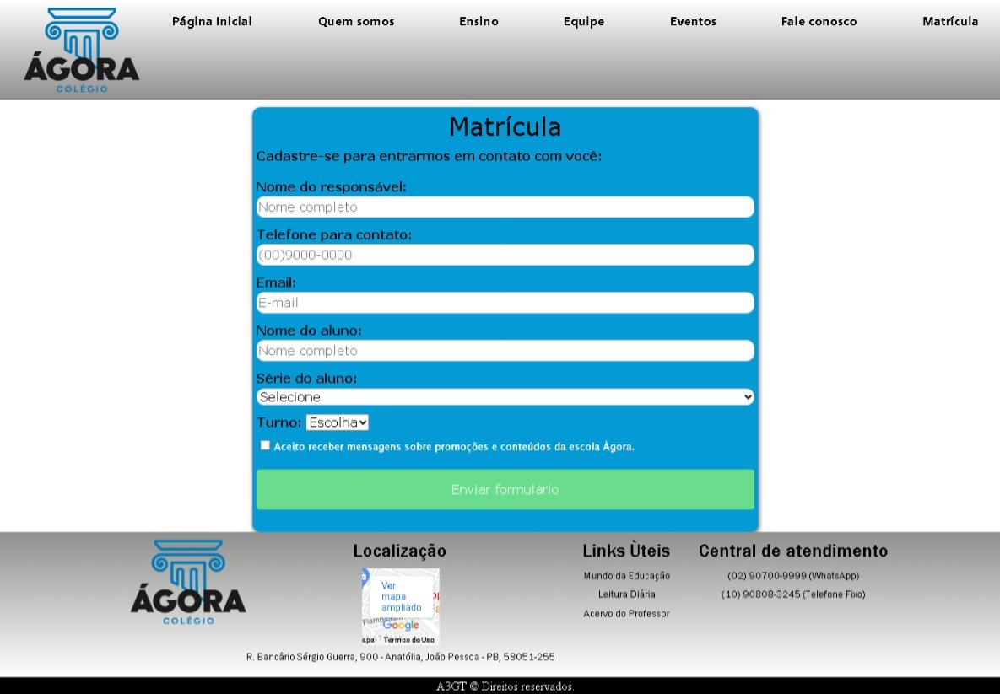 ÁGORA
COLÉGIO
Página Inicial
Quem somos
Ensino
Equipe
Eventos
Fale conosco
Matrícula
Matrícula
Cadastre-se para entrarmos em contato com você:
Nome do responsável:
Nome completo
Telefone para contato:
(00)9000-0000
Email:
E-mail
Nome do aluno:
Nome completo
Série do aluno:
Selecione
Turno: Escolha
Aceito receber mensagens sobre promoções e conteúdos da escola Àgora.
Enviar formulário
ÁGORA
COLÉGIO
Localização
Ver
mapa
ampliado
Google
Termos de Uso
R. Bancário Sérgio Guerra, 900 - Anatólia, João Pessoa - PB, 58051-255
Links Ùteis
Mundo da Educação
Leitura Diária
Acervo do Professor
Central de atendimento
(02) 90700-9999 (WhatsApp)
(10) 90808-3245 (Telefone Fixo)
A3GT © Direitos reservados.